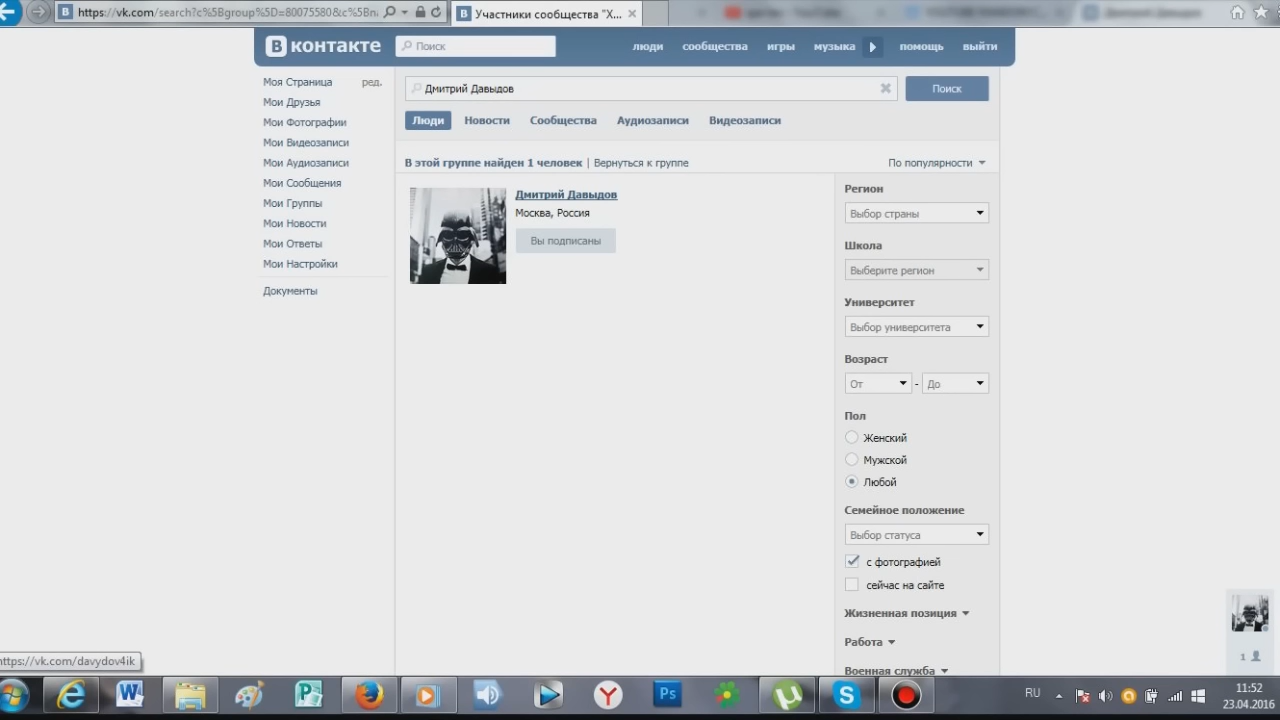 https://vk.com/search?c%5Bgroup%5D=80075580&c%5Bn
Участники сообщества "Х...
Вконтакте
Поиск
люди сообщества игры музыка помощь выйти
Моя Страница ред.
Мои Друзья
Мои Фотографии
Мои Видеозаписи
Мои Аудиозаписи
Мои Сообщения
Мои Группы
Мои Новости
Мои Ответы
Мои Настройки
Документы
Дмитрий Давыдов
Поиск
Люди Новости Сообщества Аудиозаписи Видеозаписи
В этой группе найден 1 человек | Вернуться к группе
По популярности
Дмитрий Давыдов
Москва, Россия
Вы подписаны
Регион
Выбор страны
Школа
Выберите регион
Университет
Выбор университета
Возраст
От - До
Пол
Женский
Мужской
Любой
Семейное положение
Выбор статуса
с фотографией
сейчас на сайте
Жизненная позиция
Работа
Военная служба
1
https://vk.com/davydov4ik
RU
11:52
23.04.2016